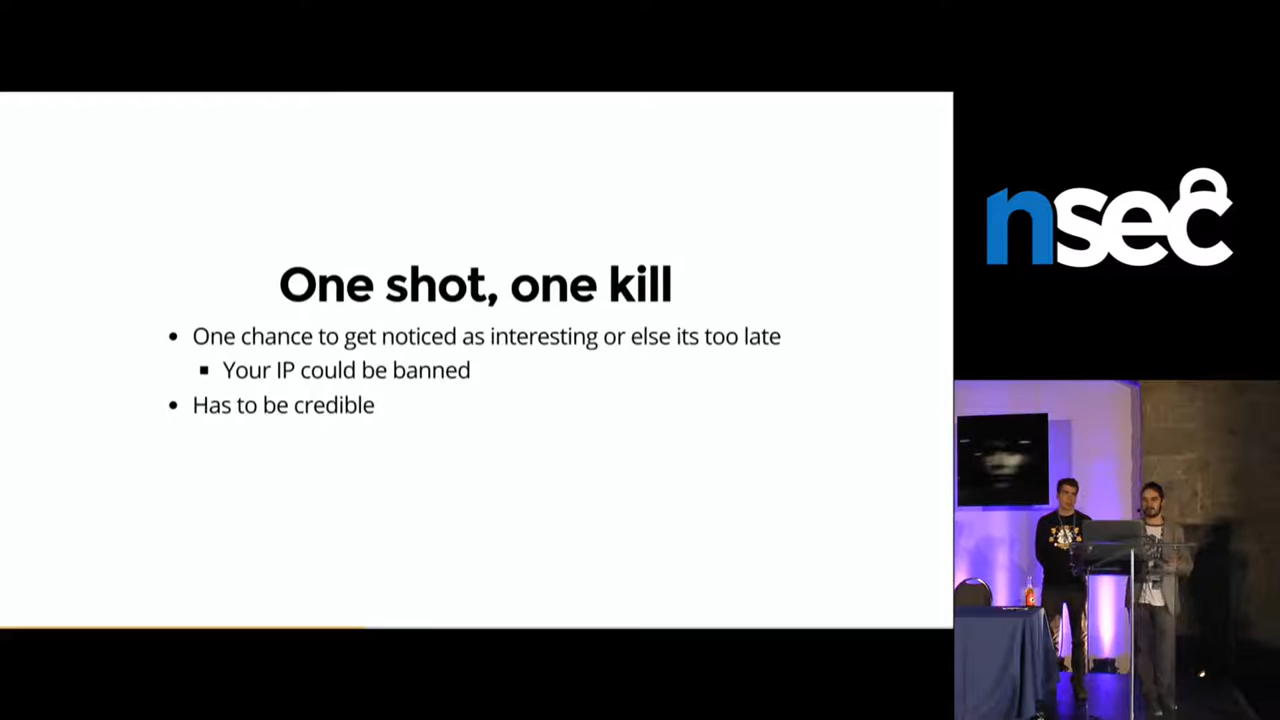 One shot, one kill
One chance to get noticed as interesting or else its too late
Your IP could be banned
Has to be credible
nsec